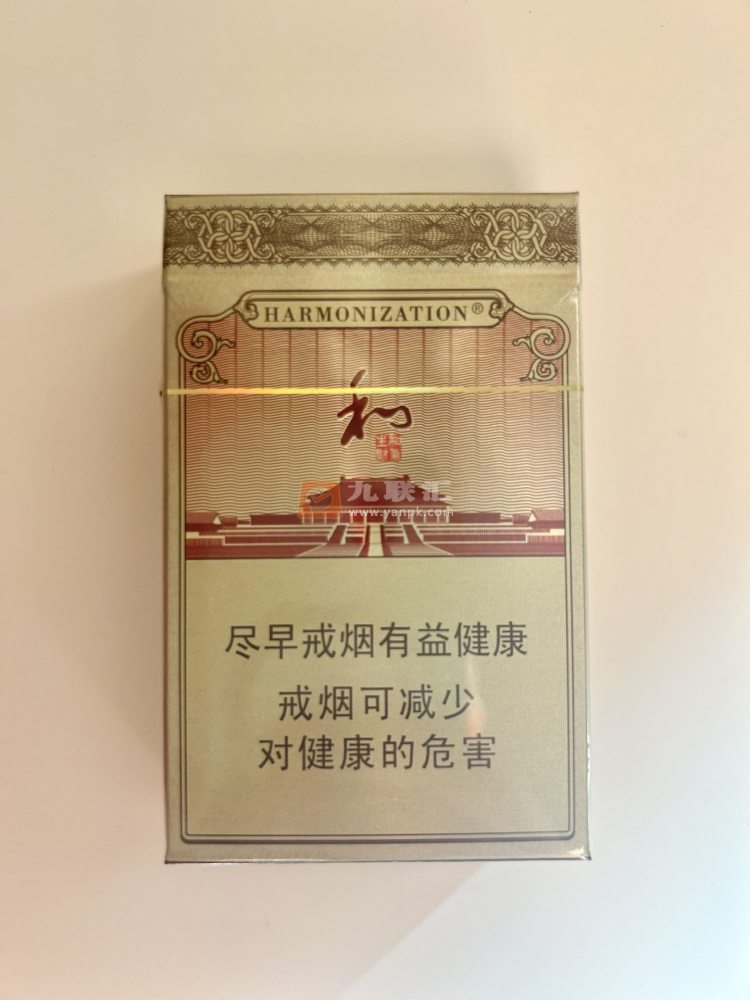 HARMONIZATION®
和
九联汇
www.yanpk.com
尽早戒烟有益健康
戒烟可减少
对健康的危害